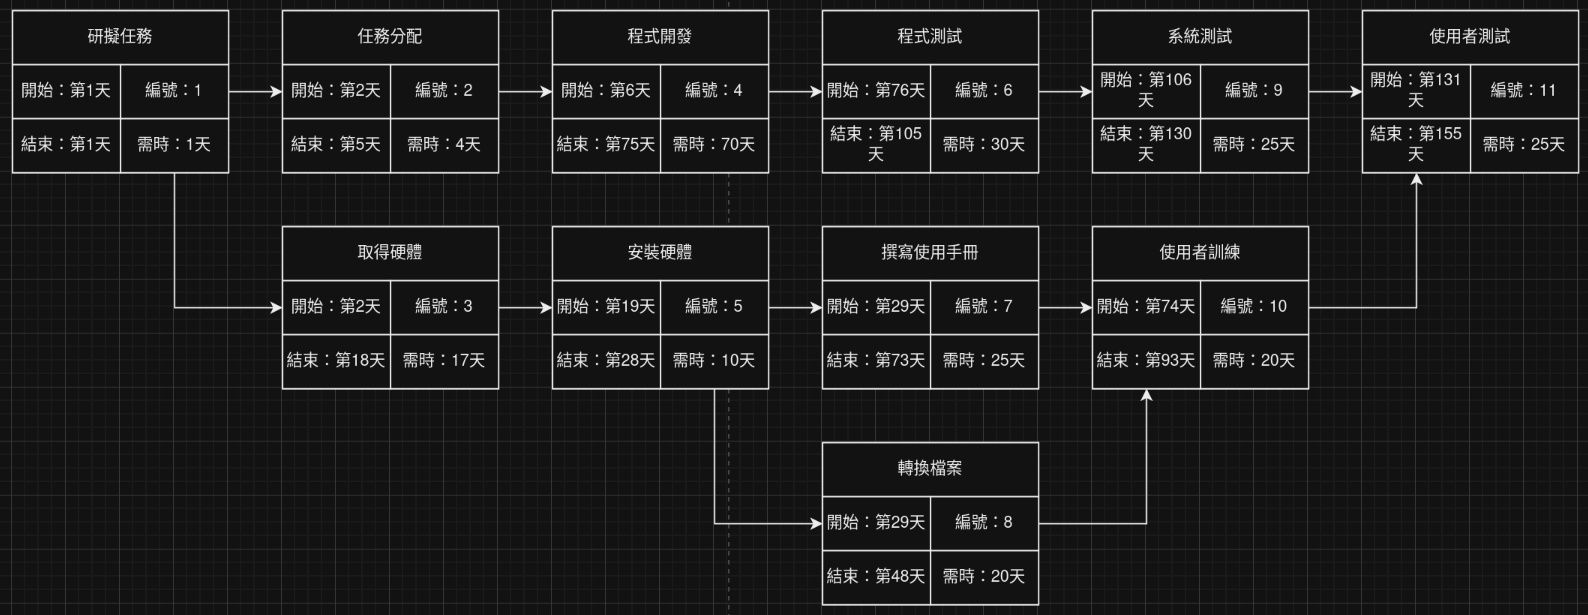 研擬任務
開始：第1天
編號：1
結束：第1天
需時：1天
任務分配
開始：第2天
編號：2
結束：第5天
需時：4天
程式開發
開始：第6天
編號：4
結束：第75天
需時：70天
程式測試
開始：第76天
編號：6
結束：第105
天
需時：30天
系統測試
開始：第106
天
編號：9
結束：第130
天
需時：25天
使用者測試
開始：第131
天
編號：11
結束：第155
天
需時：25天
取得硬體
開始：第2天
編號：3
結束：第18天
需時：17天
安裝硬體
開始：第19天
編號：5
結束：第28天
需時：10天
撰寫使用手冊
開始：第29天
編號：7
結束：第73天
需時：25天
使用者訓練
開始：第74天
編號：10
結束：第93天
需時：20天
轉換檔案
開始：第29天
編號：8
結束：第48天
需時：20天